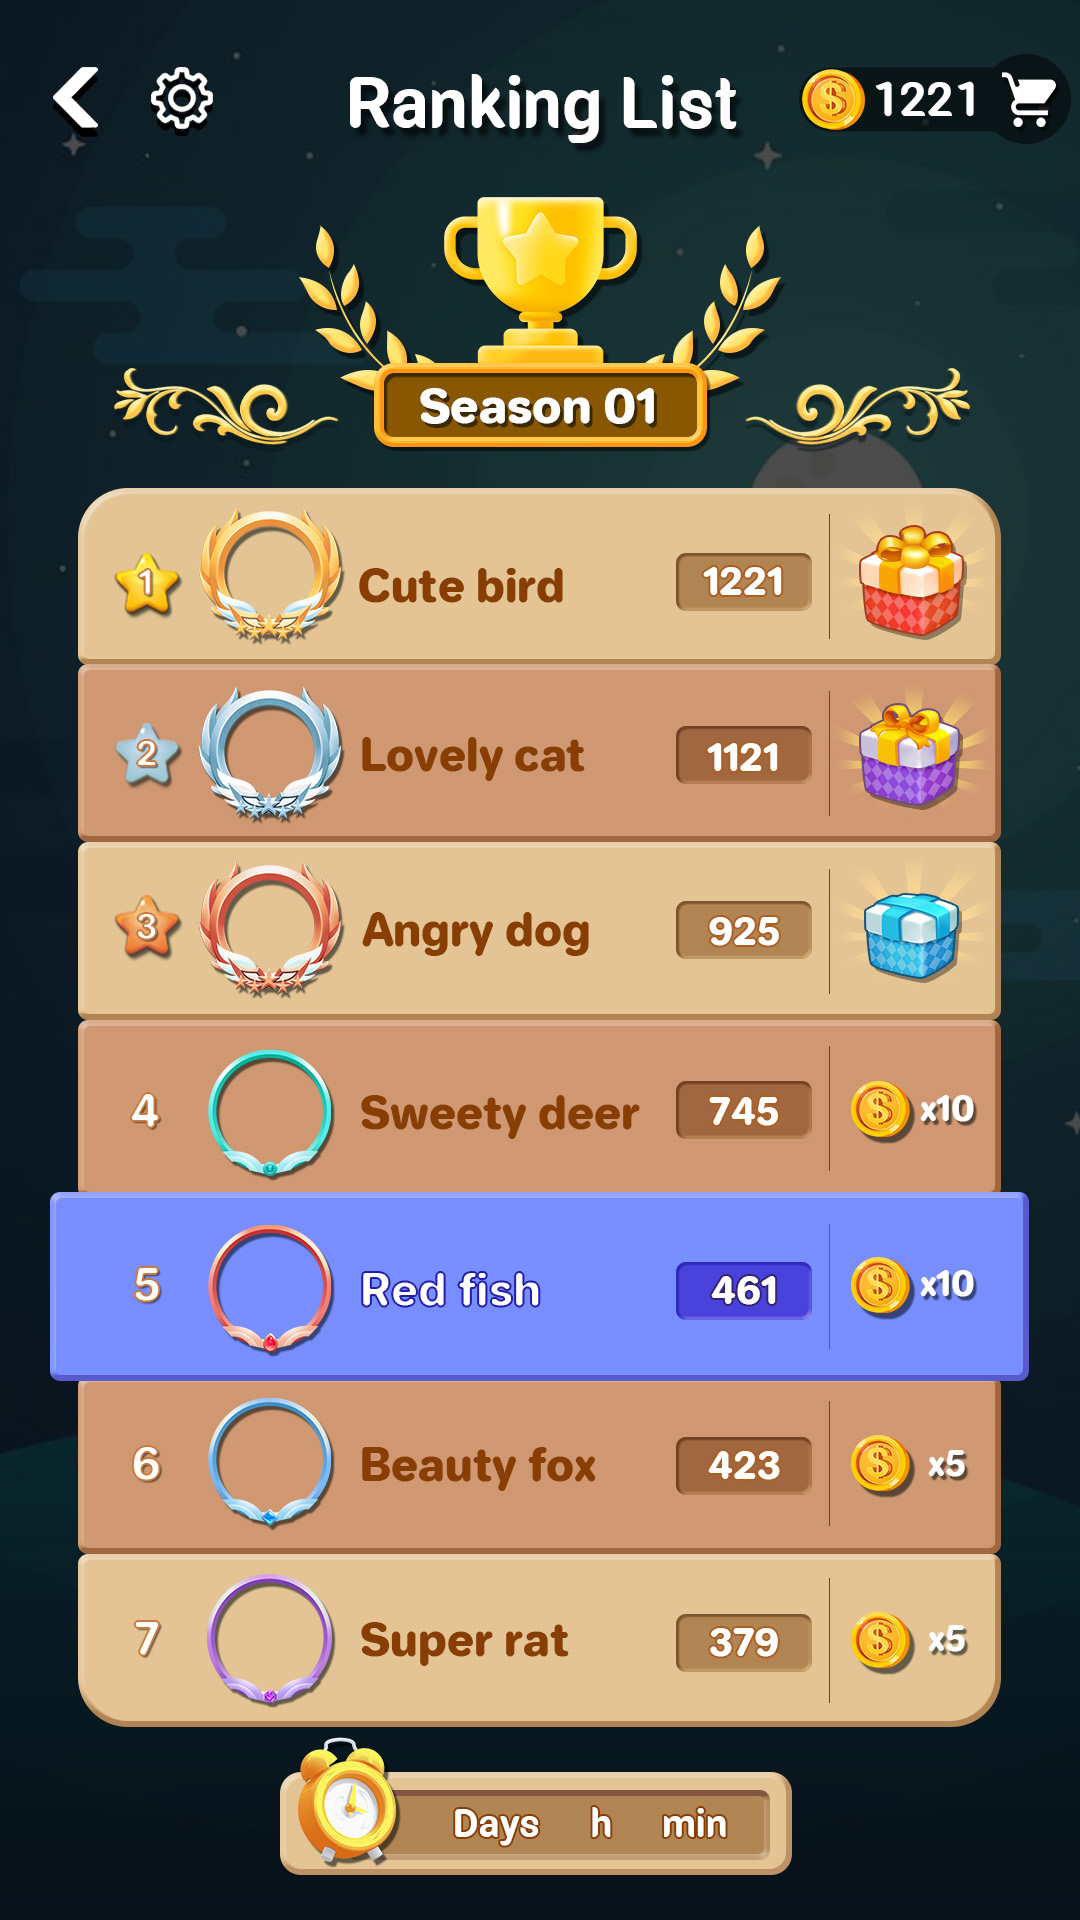 Ranking List
1221
Season 01
1 Cute bird 1221
2 Lovely cat 1121
3 Angry dog 925
4 Sweety deer 745 x10
5 Red fish 461 x10
6 Beauty fox 423 x5
7 Super rat 379 x5
Days h min